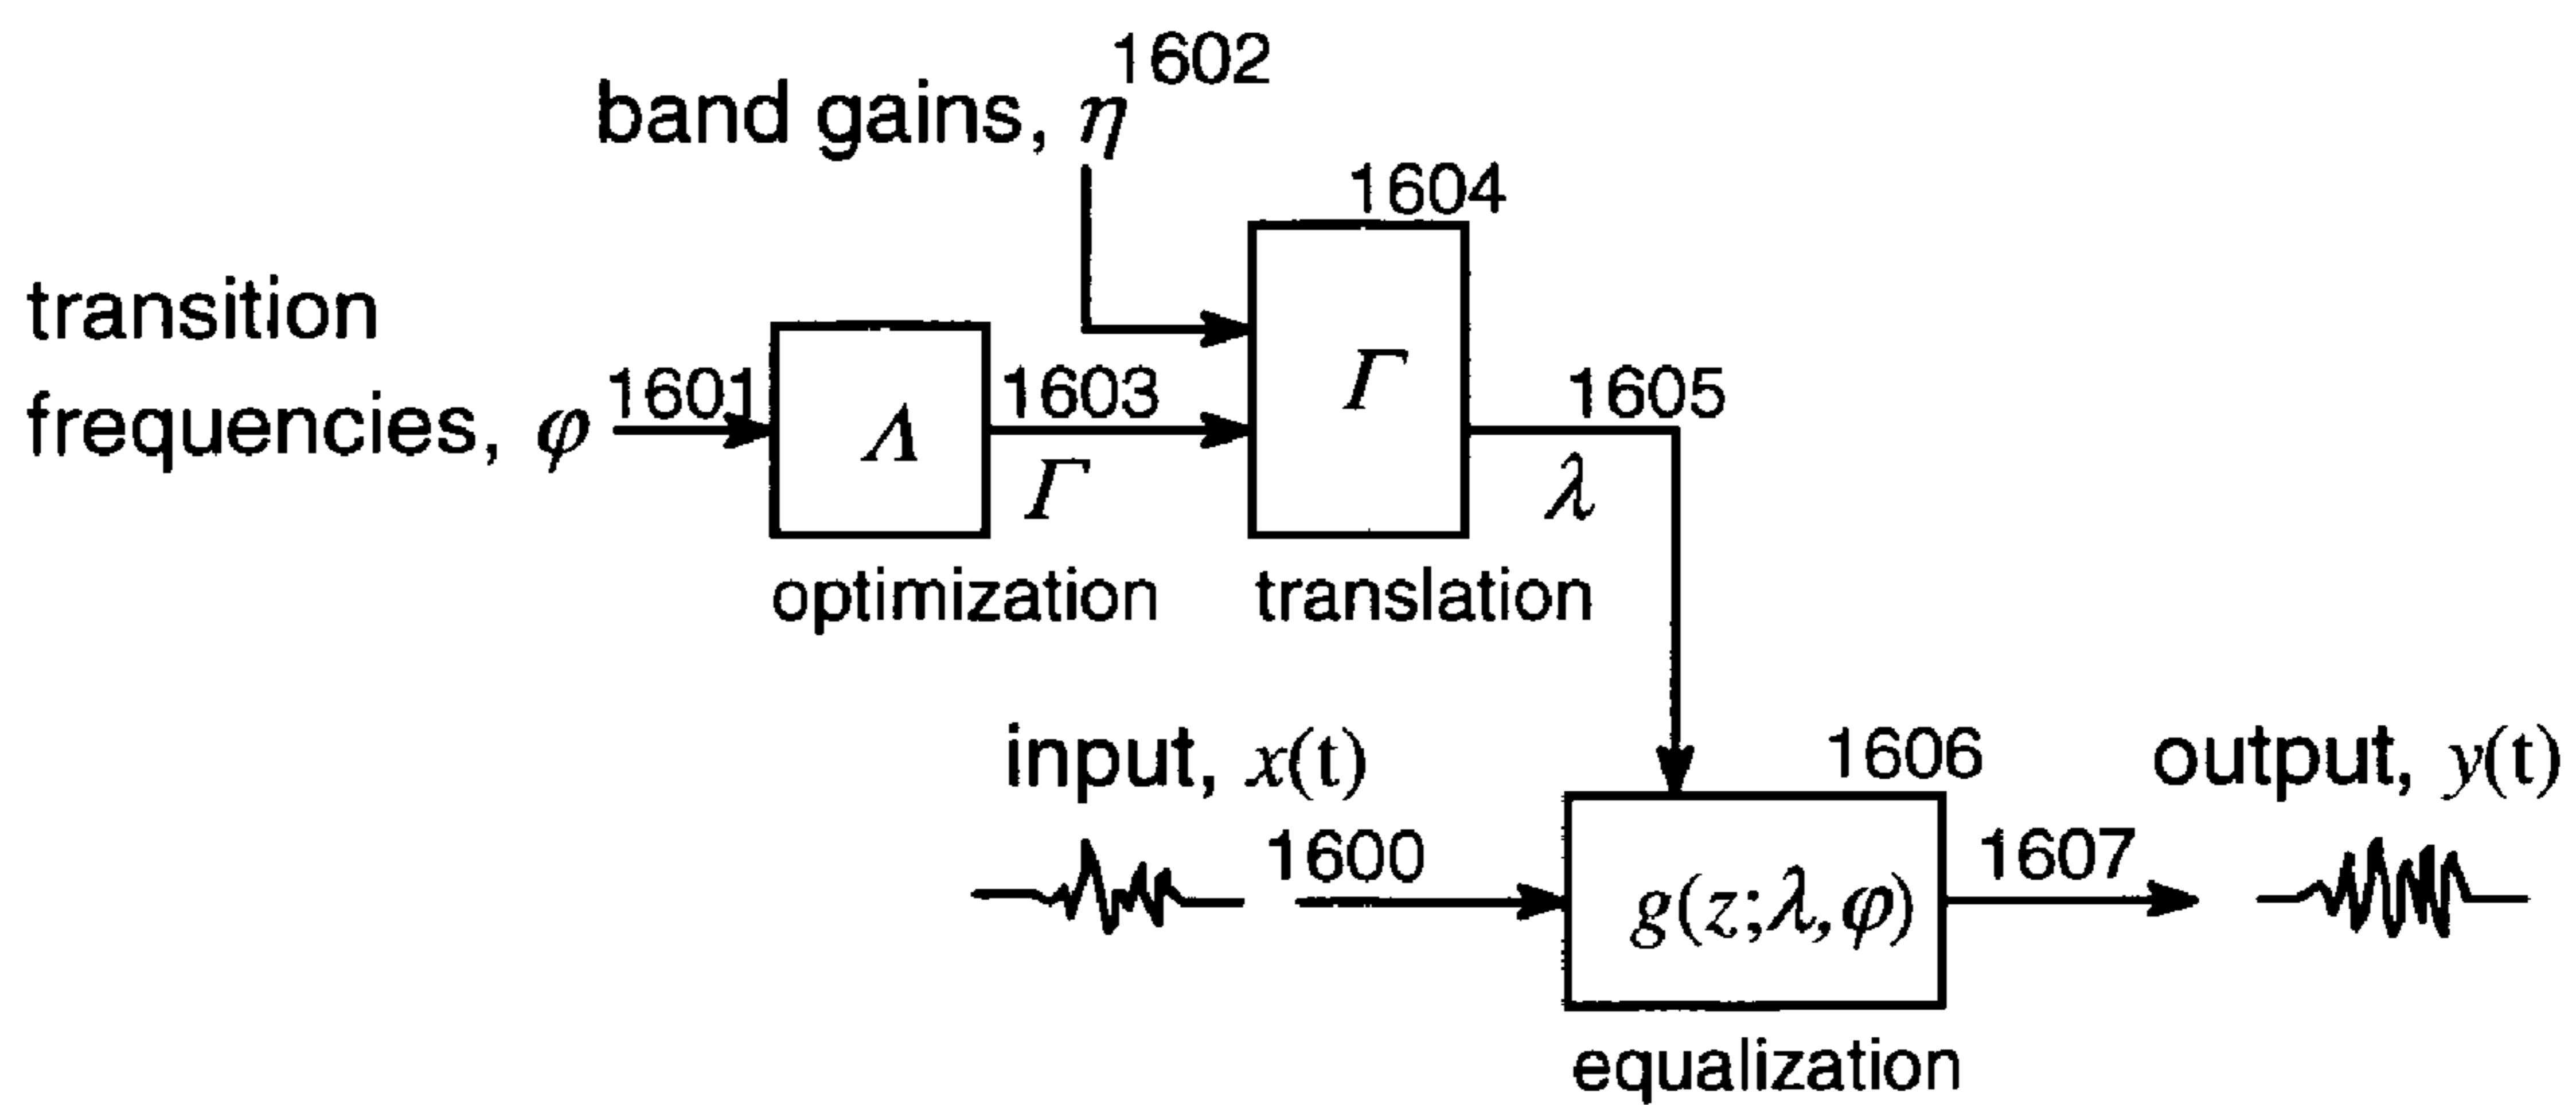 1602
band gains, η
1604
transition
frequencies, φ
1601
Λ
1603
Γ
Γ
1605
λ
optimization
translation
input, x(t)
1600
1606
g(z;λ,φ)
1607
output, y(t)
equalization